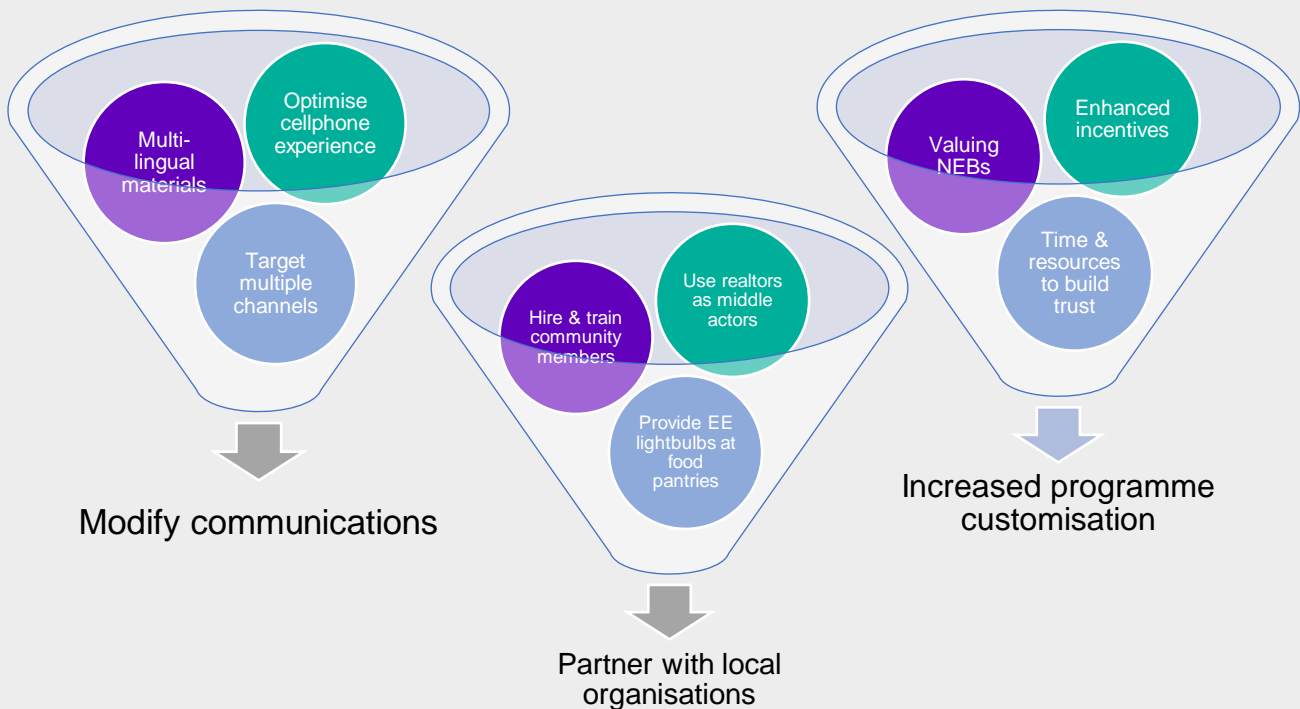 Multi-
lingual
materials
Optimise
cellphone
experience
Target
multiple
channels
Modify communications
Hire & train
community
members
Use realtors
as middle
actors
Provide EE
lightbulbs at
food
pantries
Partner with local
organisations
Valuing
NEBs
Enhanced
incentives
Time &
resources
to build
trust
Increased programme
customisation